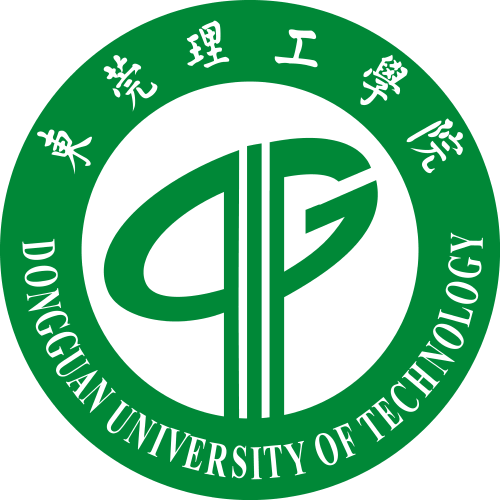 東莞理工學院
DONGGUAN UNIVERSITY OF TECHNOLOGY